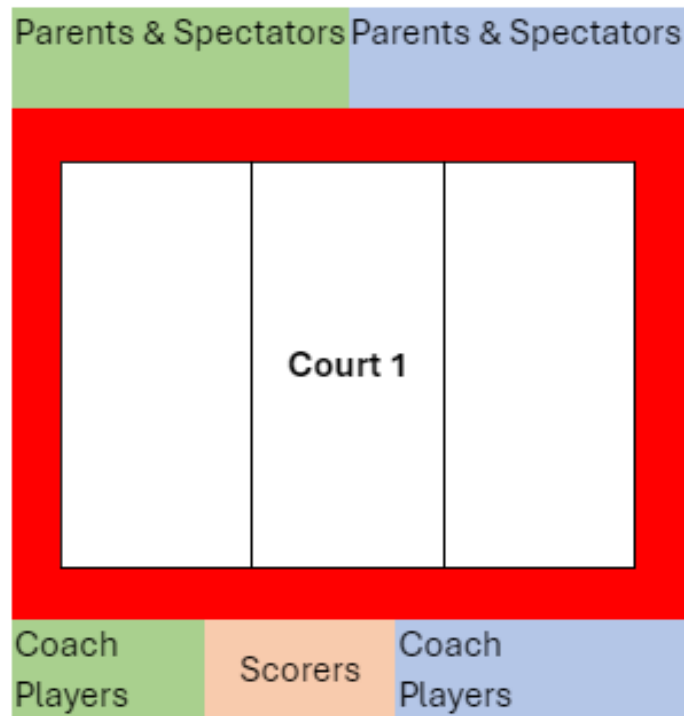 Parents & Spectators
Parents & Spectators
Court 1
Coach
Players
Scorers
Coach
Players